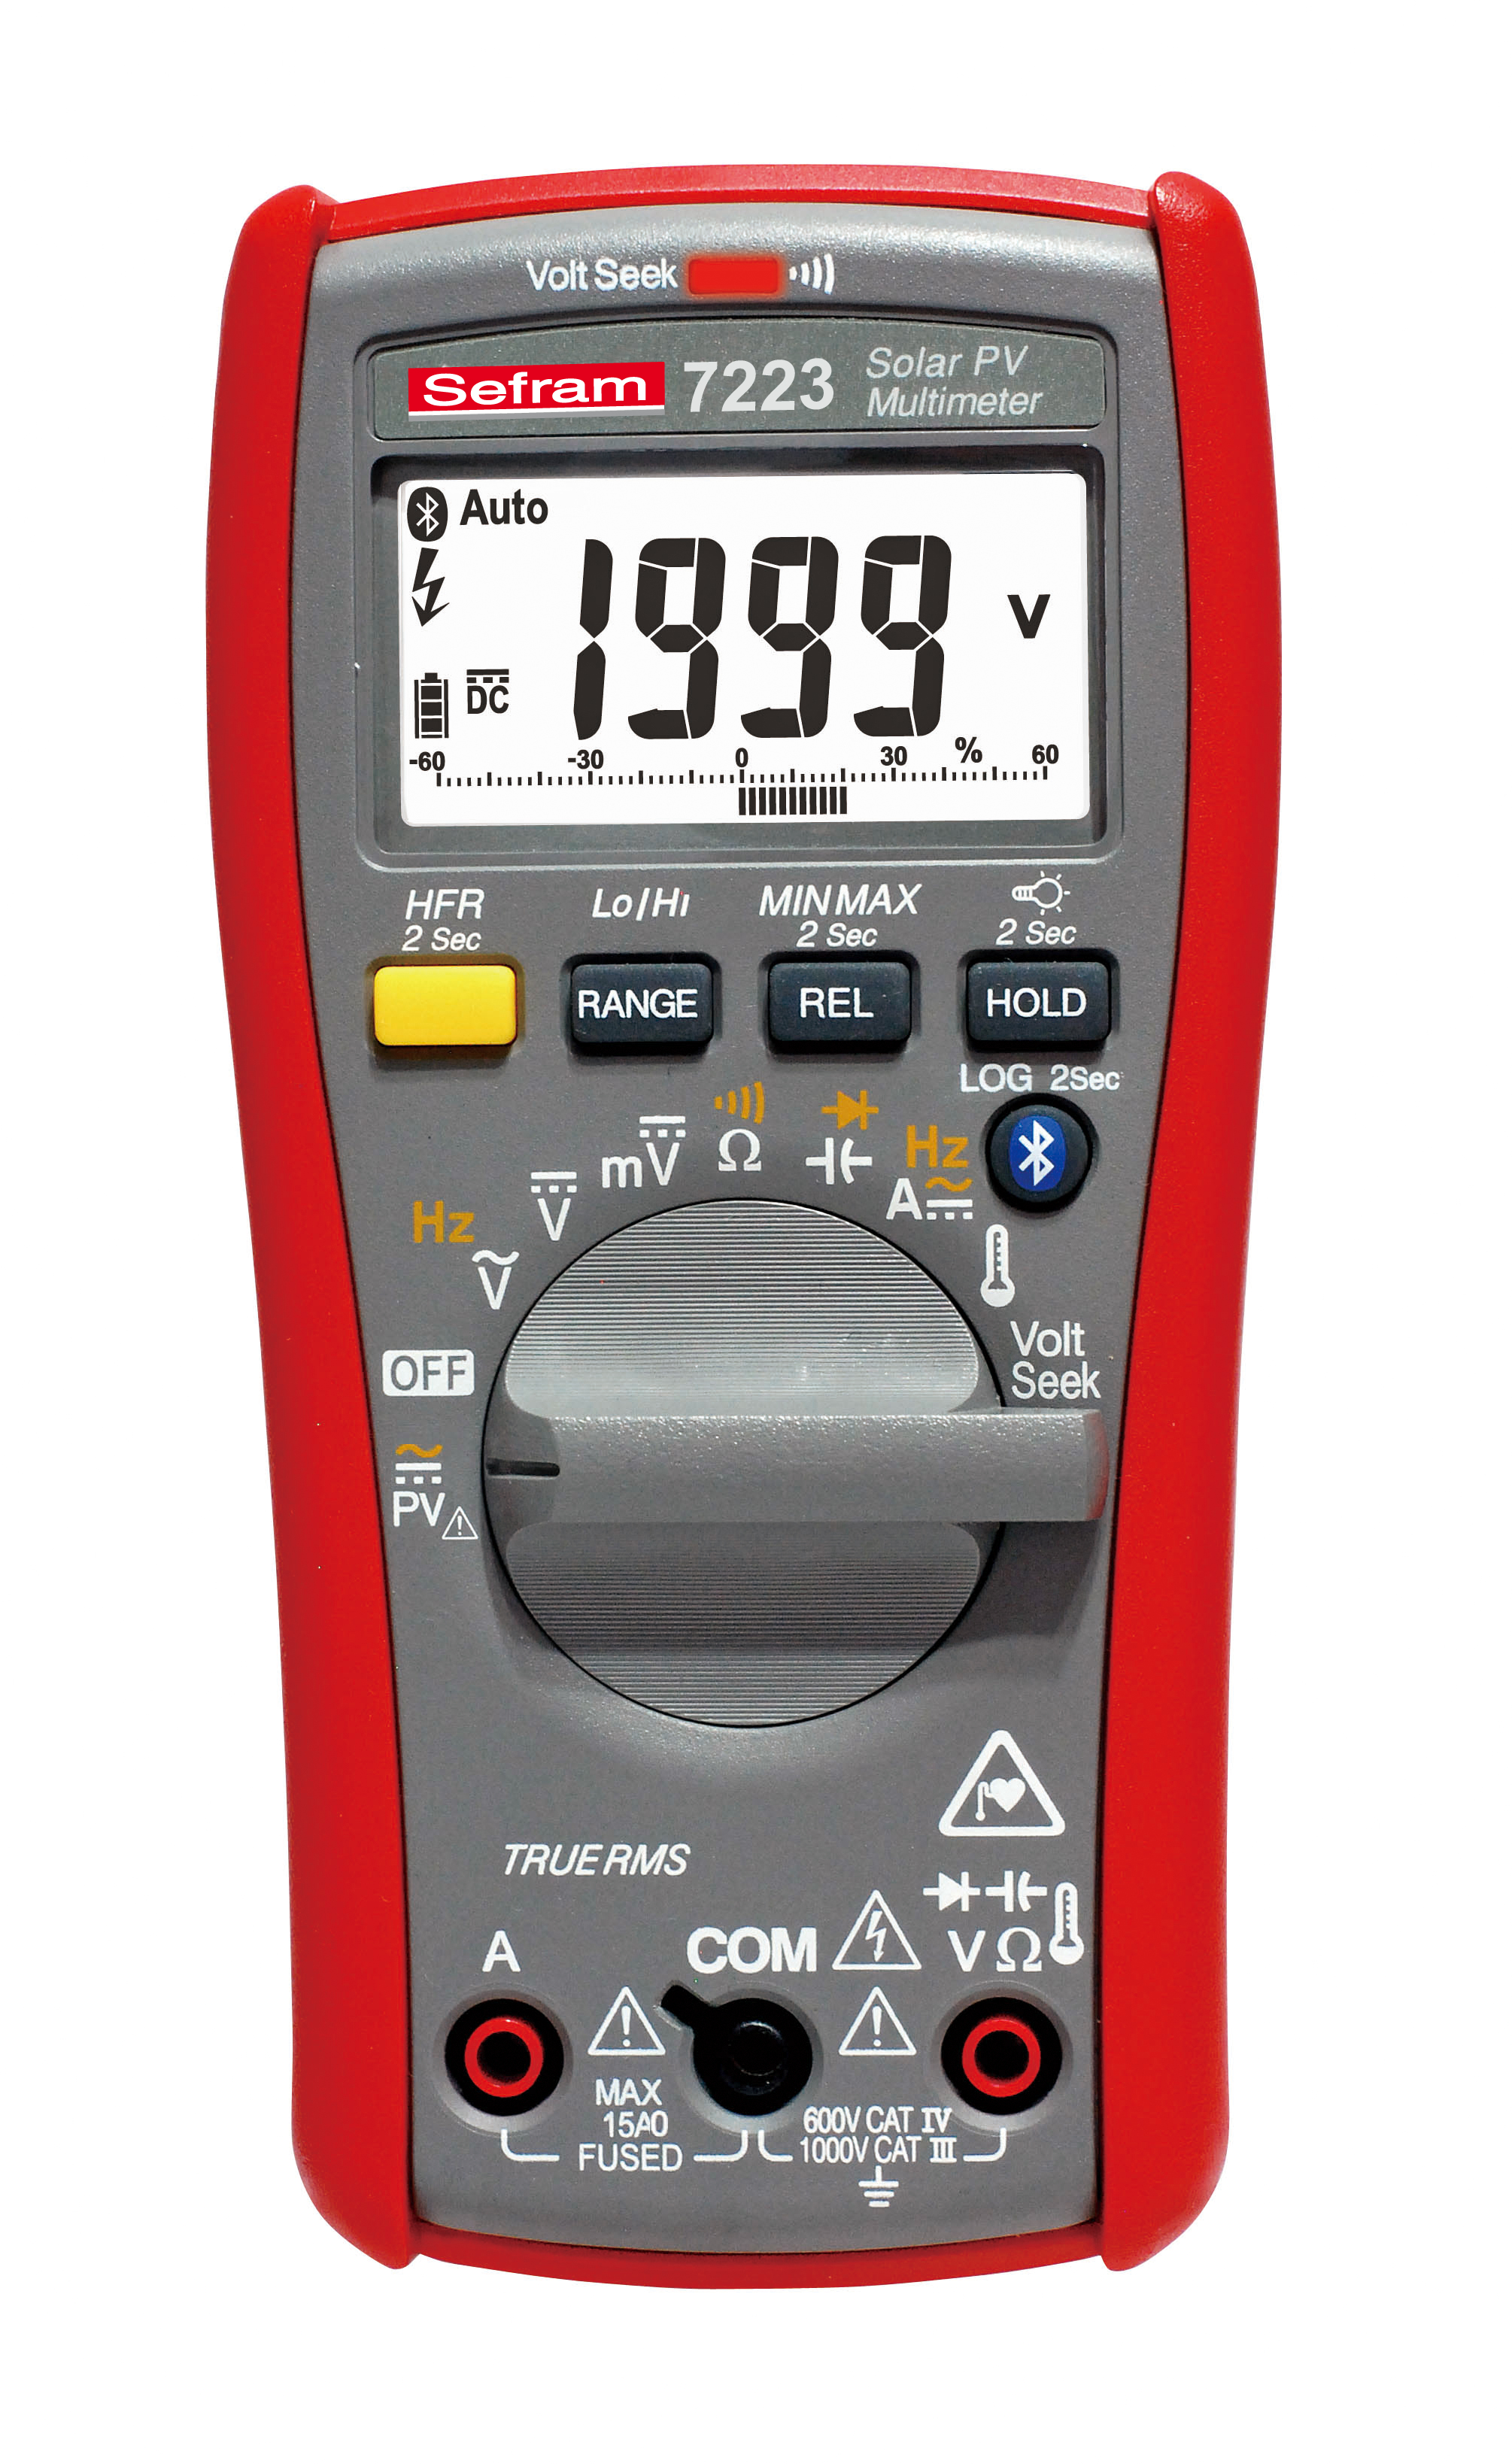 Volt Seek
Sefram 7223 Solar PV
Multimeter
Auto
1999 V
DC
-60 -30 0 30 % 60
HFR Lo/Hi MIN MAX
2 Sec 2 Sec 2 Sec
RANGE REL HOLD
LOG 2Sec
Hz
mV Ω
A
Hz V
V
Volt
Seek
OFF
PV
TRUE RMS
A COM V Ω
MAX
15A0
FUSED
600V CAT IV
1000V CAT III